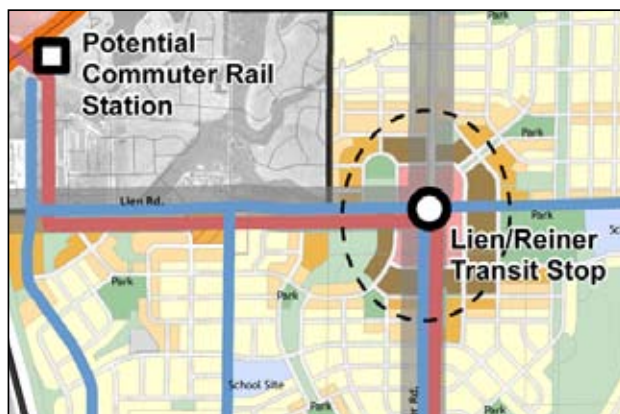 Potential
Commuter Rail
Station
Park
Park
Lien Rd.
Park
Lien/Reiner
Transit Stop
Park
Park
Park
School Site
Park